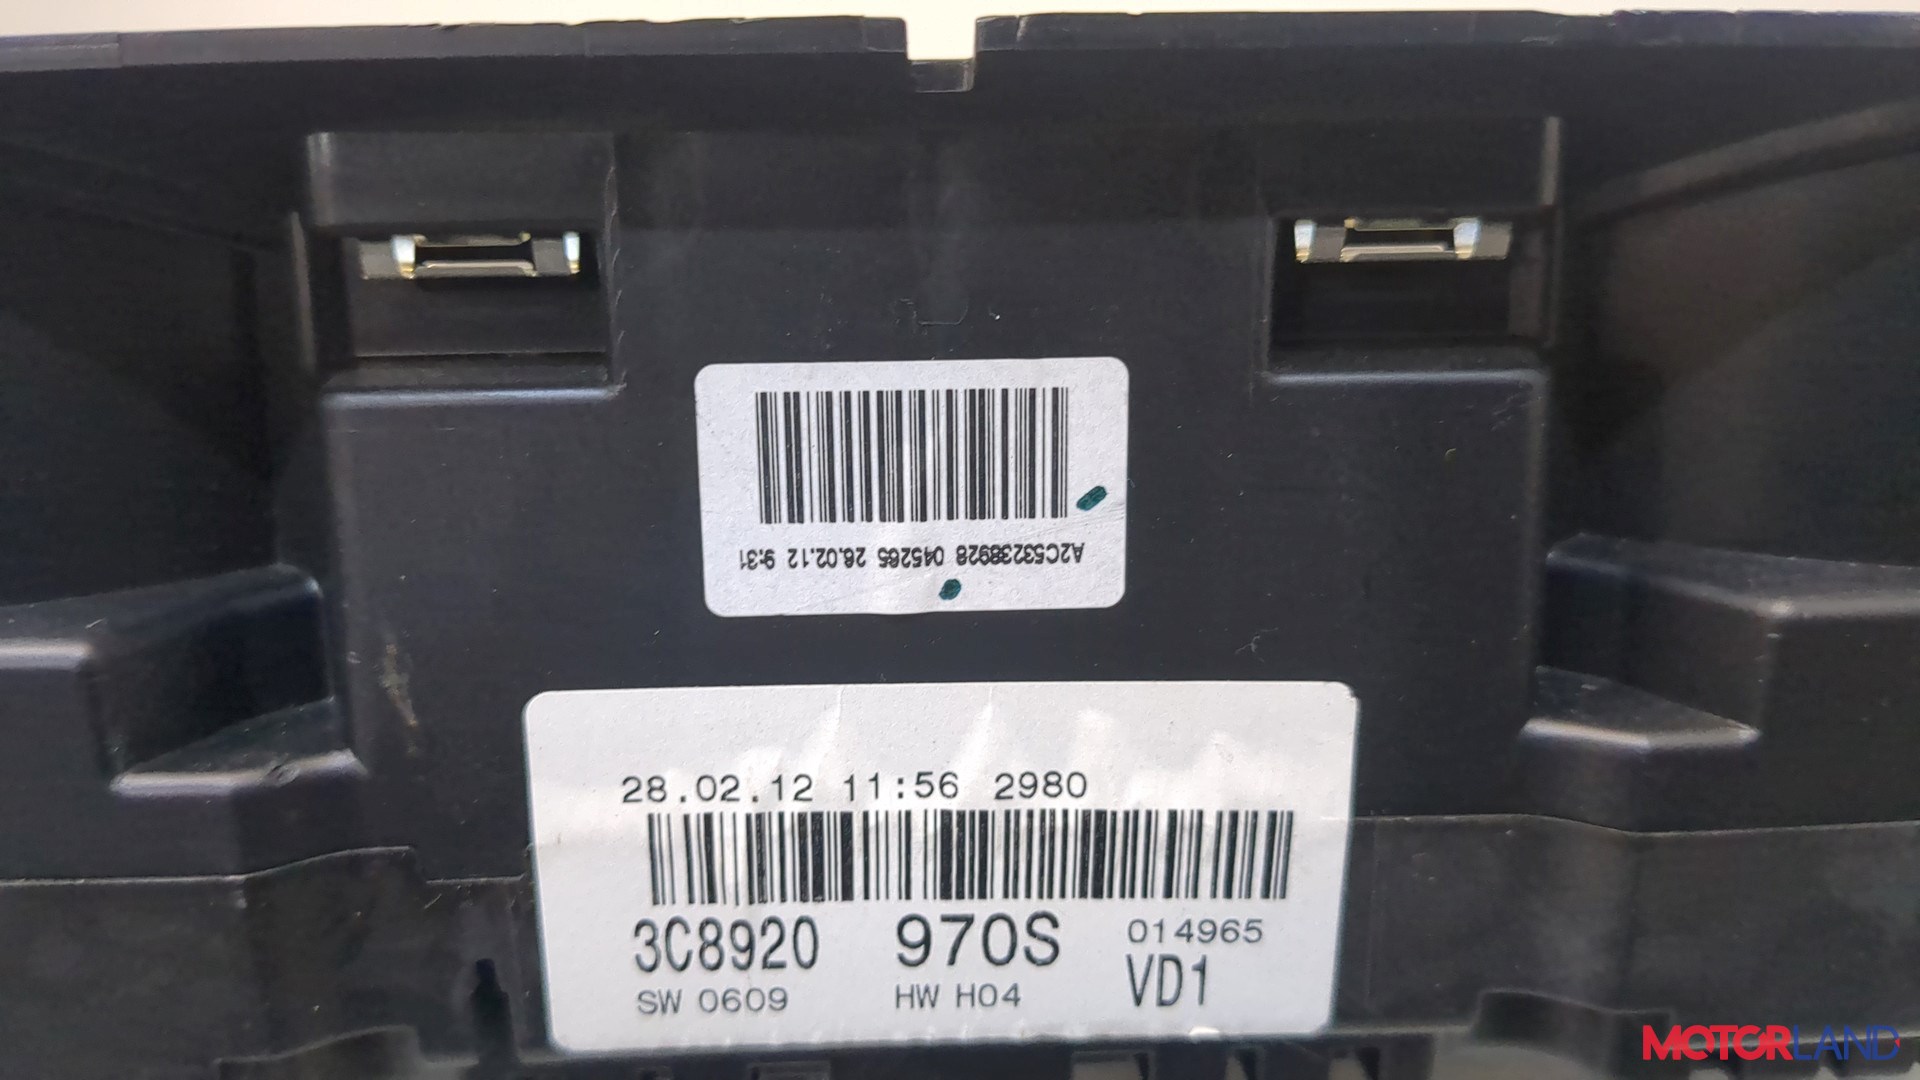 A2C53238928 045265 28.02.12 9:31
28.02.12 11:56 2980
3C8920 970S 014965
SW 0609 HW H04 VD1
MOTORLAND